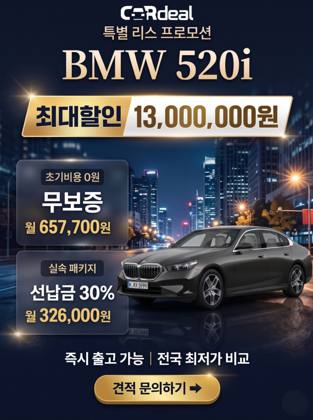 CARdeal
특별 리스 프로모션
BMW 520i
최대할인 13,000,000원
초기비용 0원
무보증
월 657,700원
실속 패키지
선납금 30%
월 326,000원
즉시 출고 가능 | 전국 최저가 비교
견적 문의하기 ➡